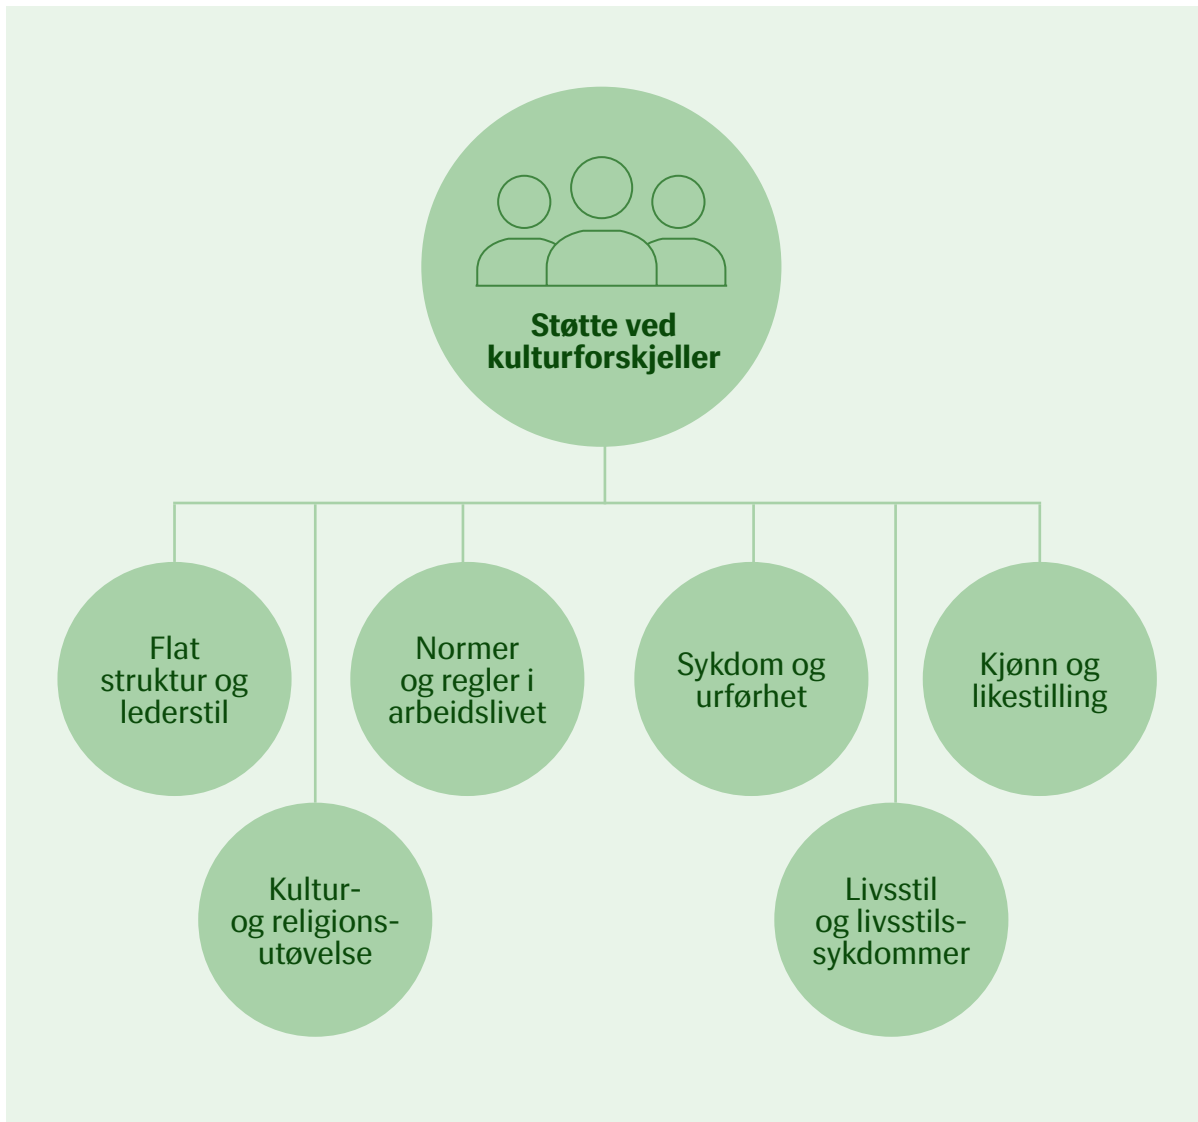 Støtte ved
kulturforskjeller
Flat
struktur og
lederstil
Normer
og regler i
arbeidslivet
Sykdom og
urførhet
Kjønn og
likestilling
Kultur-
og religions-
utøvelse
Livsstil
og livsstils-
sykdommer